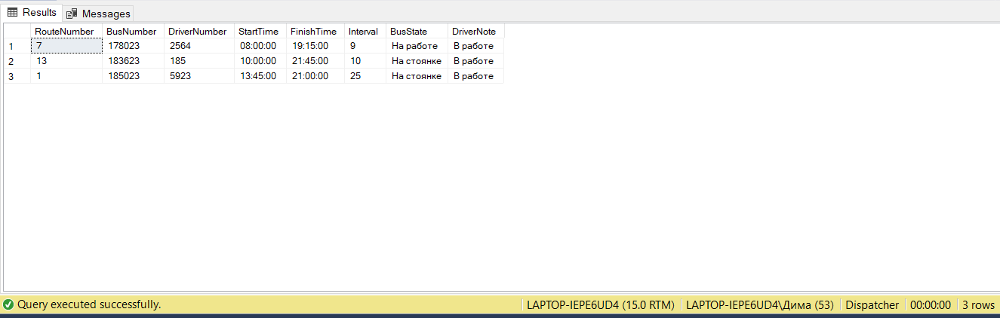 Results Messages
RouteNumber BusNumber DriverNumber StartTime FinishTime Interval BusState DriverNote
1 7 178023 2564 08:00:00 19:15:00 9 На работе В работе
2 13 183623 185 10:00:00 21:45:00 10 На стоянке В работе
3 1 185023 5923 13:45:00 21:00:00 25 На стоянке В работе
Query executed successfully. LAPTOP-IEPE6UD4 (15.0 RTM) LAPTOP-IEPE6UD4\Дима (53) Dispatcher 00:00:00 3 rows